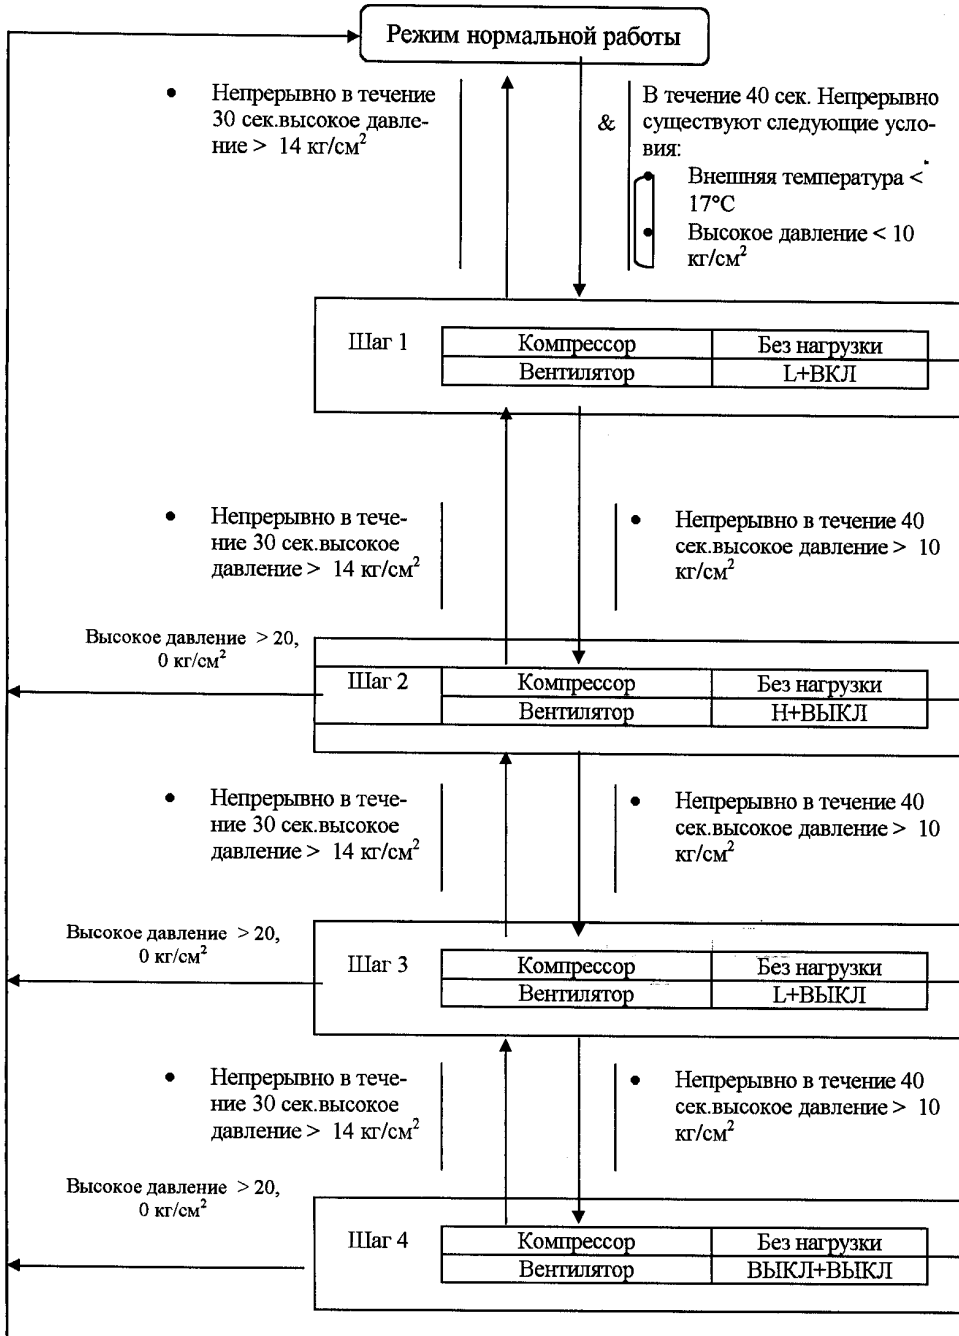 Режим нормальной работы
• Непрерывно в течение
30 сек.высокое давле-
ние > 14 кг/см²
&
В течение 40 сек. Непрерывно
существуют следующие усло-
вия:
• Внешняя температура <
17°C
• Высокое давление < 10
кг/см²
Шаг 1
Компрессор Без нагрузки
Вентилятор L+ВКЛ
• Непрерывно в тече-
ние 30 сек.высокое
давление > 14 кг/см²
• Непрерывно в течение 40
сек.высокое давление > 10
кг/см²
Высокое давление > 20,
0 кг/см²
Шаг 2
Компрессор Без нагрузки
Вентилятор Н+ВЫКЛ
• Непрерывно в тече-
ние 30 сек.высокое
давление > 14 кг/см²
• Непрерывно в течение 40
сек.высокое давление > 10
кг/см²
Высокое давление > 20,
0 кг/см²
Шаг 3
Компрессор Без нагрузки
Вентилятор L+ВЫКЛ
• Непрерывно в тече-
ние 30 сек.высокое
давление > 14 кг/см²
• Непрерывно в течение 40
сек.высокое давление > 10
кг/см²
Высокое давление > 20,
0 кг/см²
Шаг 4
Компрессор Без нагрузки
Вентилятор ВЫКЛ+ВЫКЛ